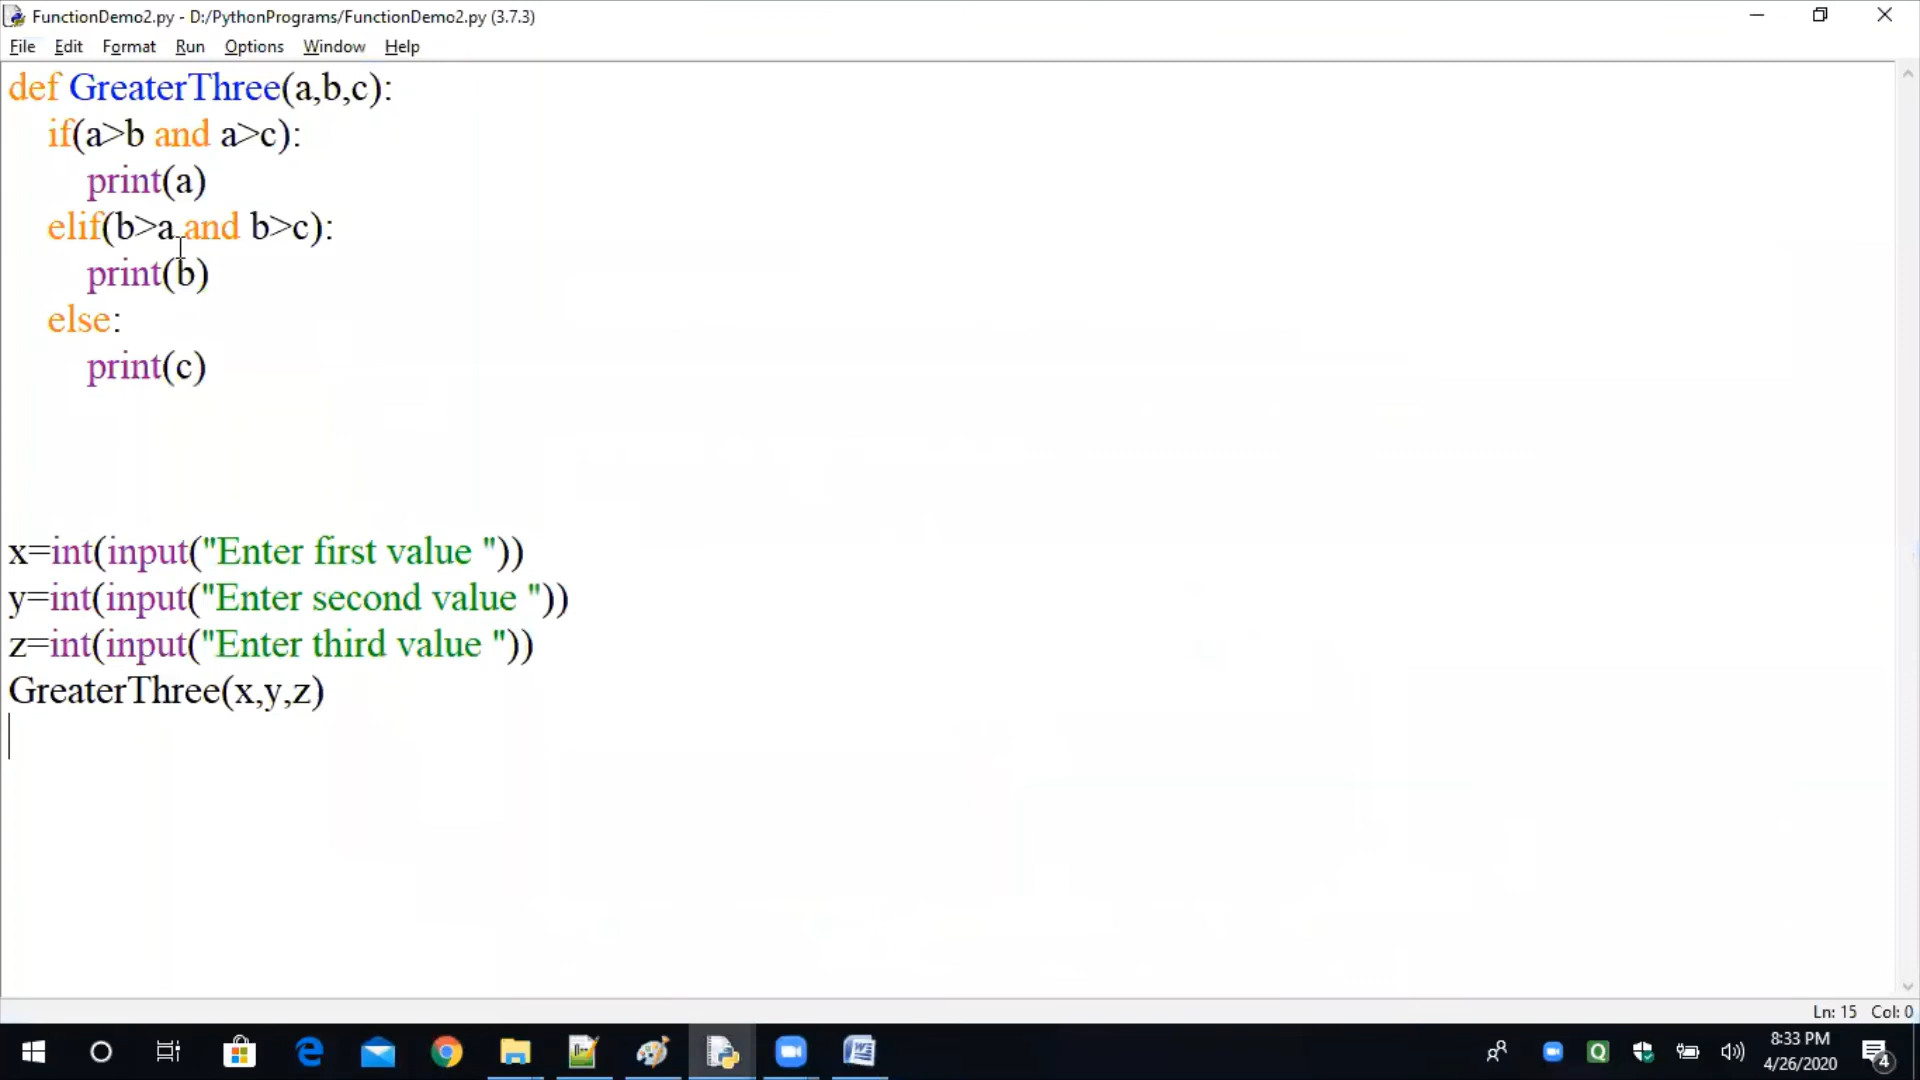 FunctionDemo2.py - D:/PythonPrograms/FunctionDemo2.py (3.7.3)
File Edit Format Run Options Window Help
def GreaterThree(a,b,c):
if(a>b and a>c):
print(a)
elif(b>a and b>c):
print(b)
else:
print(c)
x=int(input("Enter first value "))
y=int(input("Enter second value "))
z=int(input("Enter third value "))
GreaterThree(x,y,z)
Ln: 15 Col: 0
8:33 PM
4/26/2020
4